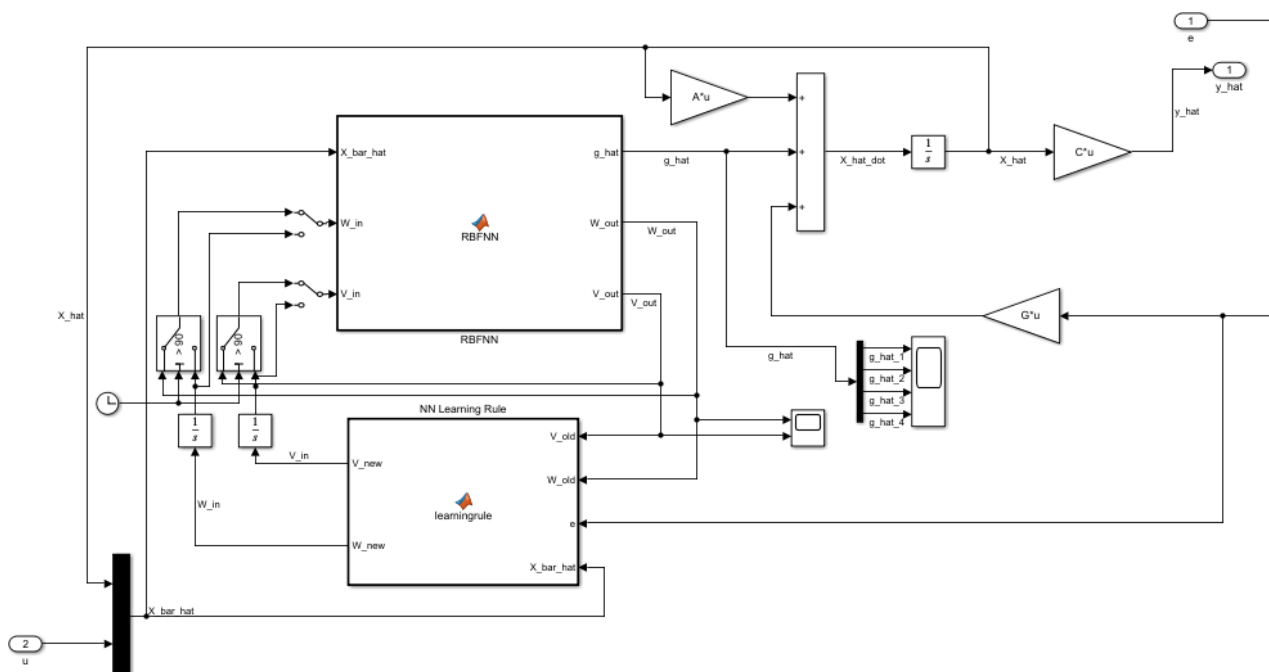 1
e
1
y_hat
y_hat
A*u
+
X_bar_hat
g_hat
g_hat
+
X_hat_dot
1
s
X_hat
C*u
+
W_in
RBFNN
W_out
W_out
V_in
V_out
V_out
X_hat
RBFNN
G*u
T > 90
T > 90
g_hat
g_hat_1
g_hat_2
g_hat_3
g_hat_4
NN Learning Rule
1
s
1
s
V_old
V_in
V_new
W_old
W_in
learningrule
e
W_new
X_bar_hat
X_bar_hat
2
u